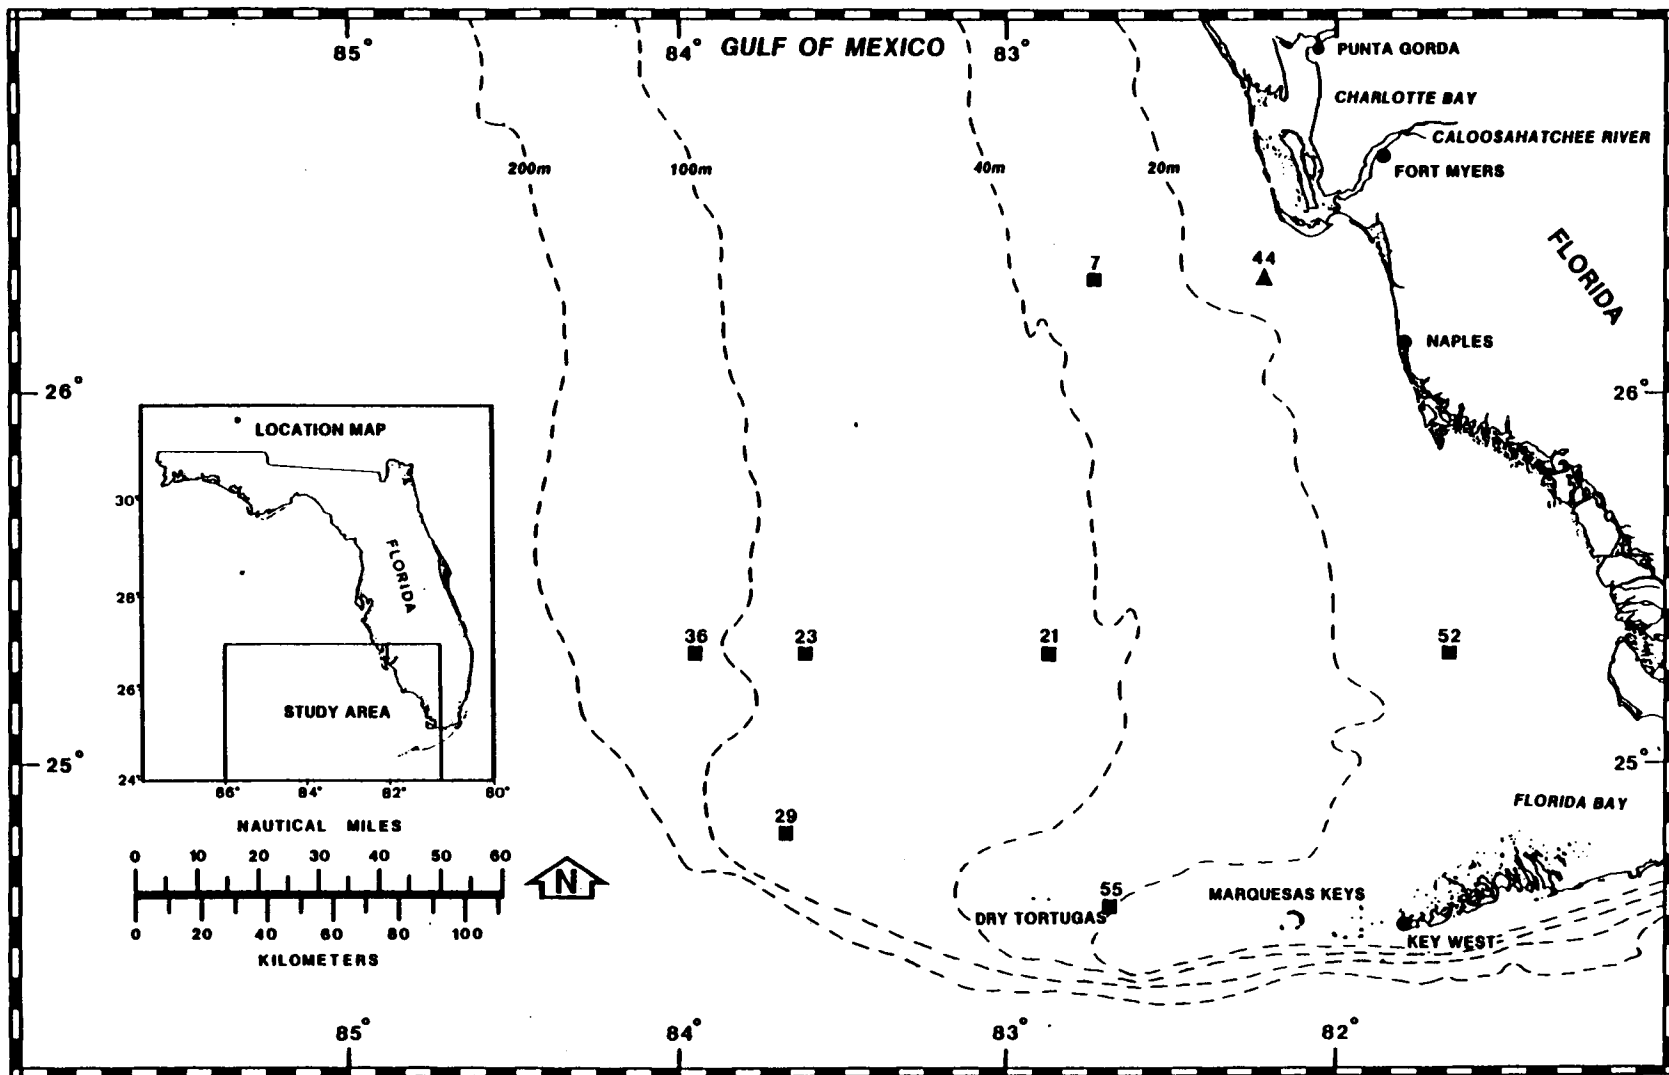 85°
84°
GULF OF MEXICO
83°
PUNTA GORDA
CHARLOTTE BAY
CALOOSAHATCHEE RIVER
FORT MYERS
200m
100m
40m
20m
FLORIDA
7
44
NAPLES
26°
26°
LOCATION MAP
30°
FLORIDA
28°
26°
STUDY AREA
24°
86°
84°
82°
80°
36
23
21
52
25°
25°
FLORIDA BAY
29
NAUTICAL MILES
0 10 20 30 40 50 60
N
0 20 40 60 80 100
KILOMETERS
55
DRY TORTUGAS
MARQUESAS KEYS
KEY WEST
85°
84°
83°
82°